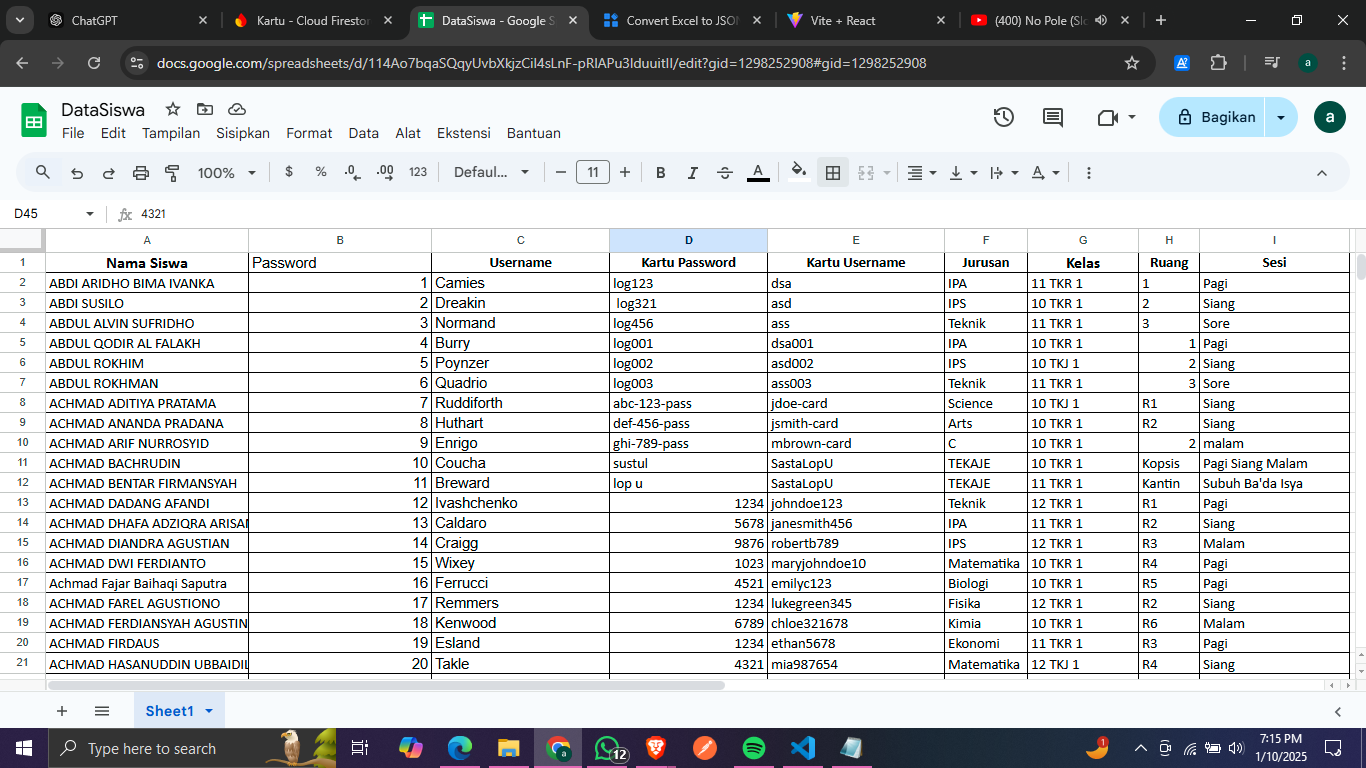 ChatGPT
Kartu - Cloud Firestor
DataSiswa - Google S
Convert Excel to JSON
Vite + React
(400) No Pole (Slo
docs.google.com/spreadsheets/d/114Ao7bqaSQqyUvbXkjzCiI4sLnF-pRlAPu3IduuitlI/edit?gid=1298252908#gid=1298252908
a
DataSiswa
File Edit Tampilan Sisipkan Format Data Alat Ekstensi Bantuan
Bagikan
a
100% $ % .0 .00 123 Defaul... 11 B I A
D45 fx 4321
A B C D E F G H I
1 Nama Siswa Password Username Kartu Password Kartu Username Jurusan Kelas Ruang Sesi
2 ABDI ARIDHO BIMA IVANKA 1 Camies log123 dsa IPA 11 TKR 1 1 Pagi
3 ABDI SUSILO 2 Dreakin log321 asd IPS 10 TKR 1 2 Siang
4 ABDUL ALVIN SUFRIDHO 3 Normand log456 ass Teknik 11 TKR 1 3 Sore
5 ABDUL QODIR AL FALAKH 4 Burry log001 dsa001 IPA 10 TKR 1 1 Pagi
6 ABDUL ROKHIM 5 Poynzer log002 asd002 IPS 10 TKJ 1 2 Siang
7 ABDUL ROKHMAN 6 Quadrio log003 ass003 Teknik 11 TKR 1 3 Sore
8 ACHMAD ADITIYA PRATAMA 7 Ruddiforth abc-123-pass jdoe-card Science 10 TKJ 1 R1 Siang
9 ACHMAD ANANDA PRADANA 8 Huthart def-456-pass jsmith-card Arts 10 TKR 1 R2 Siang
10 ACHMAD ARIF NURROSYID 9 Enrigo ghi-789-pass mbrown-card C 10 TKR 1 2 malam
11 ACHMAD BACHRUDIN 10 Coucha sustul SastaLopU TEKAJE 10 TKR 1 Kopsis Pagi Siang Malam
12 ACHMAD BENTAR FIRMANSYAH 11 Breward lop u SastaLopU TEKAJE 11 TKR 1 Kantin Subuh Ba'da Isya
13 ACHMAD DADANG AFANDI 12 Ivashchenko 1234 johndoe123 Teknik 12 TKR 1 R1 Pagi
14 ACHMAD DHAFA ADZIQRA ARISAN 13 Caldaro 5678 janesmith456 IPA 11 TKR 1 R2 Siang
15 ACHMAD DIANDRA AGUSTIAN 14 Craigg 9876 robertb789 IPS 12 TKR 1 R3 Malam
16 ACHMAD DWI FERDIANTO 15 Wixey 1023 maryjohndoe10 Matematika 10 TKR 1 R4 Pagi
17 Achmad Fajar Baihaqi Saputra 16 Ferrucci 4521 emilyc123 Biologi 10 TKR 1 R5 Pagi
18 ACHMAD FAREL AGUSTIONO 17 Remmers 1234 lukegreen345 Fisika 12 TKR 1 R2 Siang
19 ACHMAD FERDIANSYAH AGUSTIN 18 Kenwood 6789 chloe321678 Kimia 10 TKR 1 R6 Malam
20 ACHMAD FIRDAUS 19 Esland 1234 ethan5678 Ekonomi 11 TKR 1 R3 Pagi
21 ACHMAD HASANUDDIN UBBAIDIL 20 Takle 4321 mia987654 Matematika 12 TKJ 1 R4 Siang
Sheet1
Type here to search
12
1
7:15 PM
1/10/2025